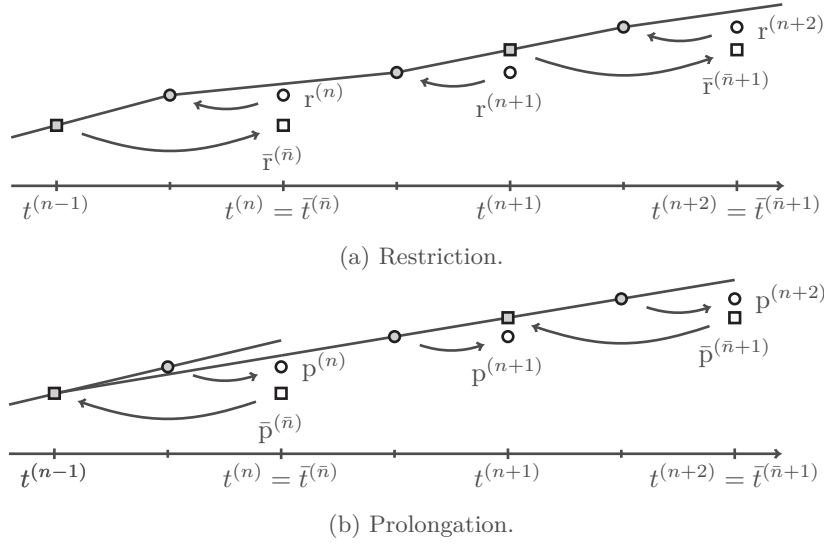 r^(n+2)
r^(n)
r̄^(n̄+1)
r^(n+1)
r̄^(n̄)
t^(n−1) t^(n) = t̄^(n̄) t^(n+1) t^(n+2) = t̄^(n̄+1)
(a) Restriction.
p^(n+2)
p̄^(n̄+1)
p^(n)
p^(n+1)
p̄^(n̄)
t^(n−1) t^(n) = t̄^(n̄) t^(n+1) t^(n+2) = t̄^(n̄+1)
(b) Prolongation.